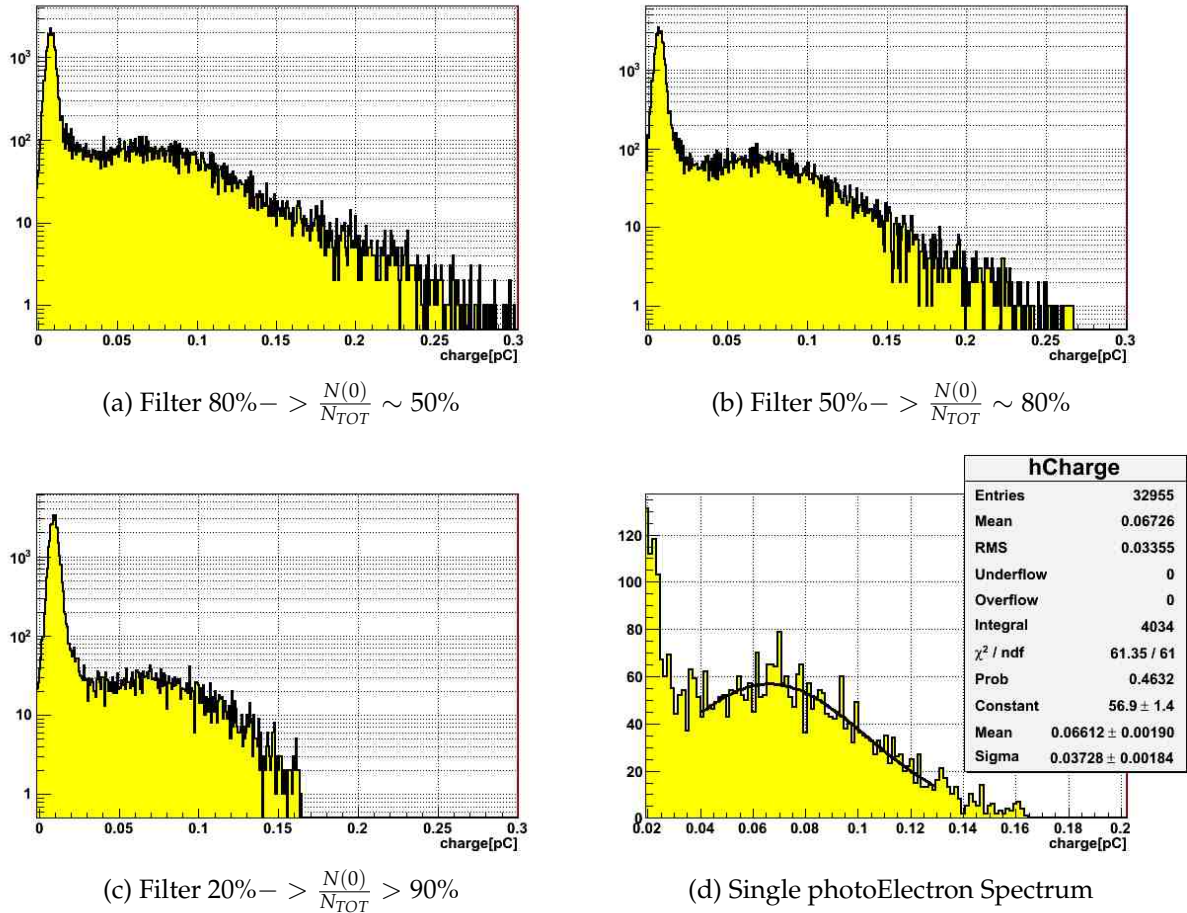 10³
10²
10
1
0 0.05 0.1 0.15 0.2 0.25 0.3
charge[pC]
(a) Filter 80%− > N(0)/N_TOT ∼ 50%
10³
10²
10
1
0 0.05 0.1 0.15 0.2 0.25 0.3
charge[pC]
(b) Filter 50%− > N(0)/N_TOT ∼ 80%
10³
10²
10
1
0 0.05 0.1 0.15 0.2 0.25 0.3
charge[pC]
(c) Filter 20%− > N(0)/N_TOT > 90%
hCharge
Entries 32955
Mean 0.06726
RMS 0.03355
Underflow 0
Overflow 0
Integral 4034
χ² / ndf 61.35 / 61
Prob 0.4632
Constant 56.9 ± 1.4
Mean 0.06612 ± 0.00190
Sigma 0.03728 ± 0.00184
120
100
80
60
40
20
0
0.02 0.04 0.06 0.08 0.1 0.12 0.14 0.16 0.18 0.2
charge[pC]
(d) Single photoElectron Spectrum